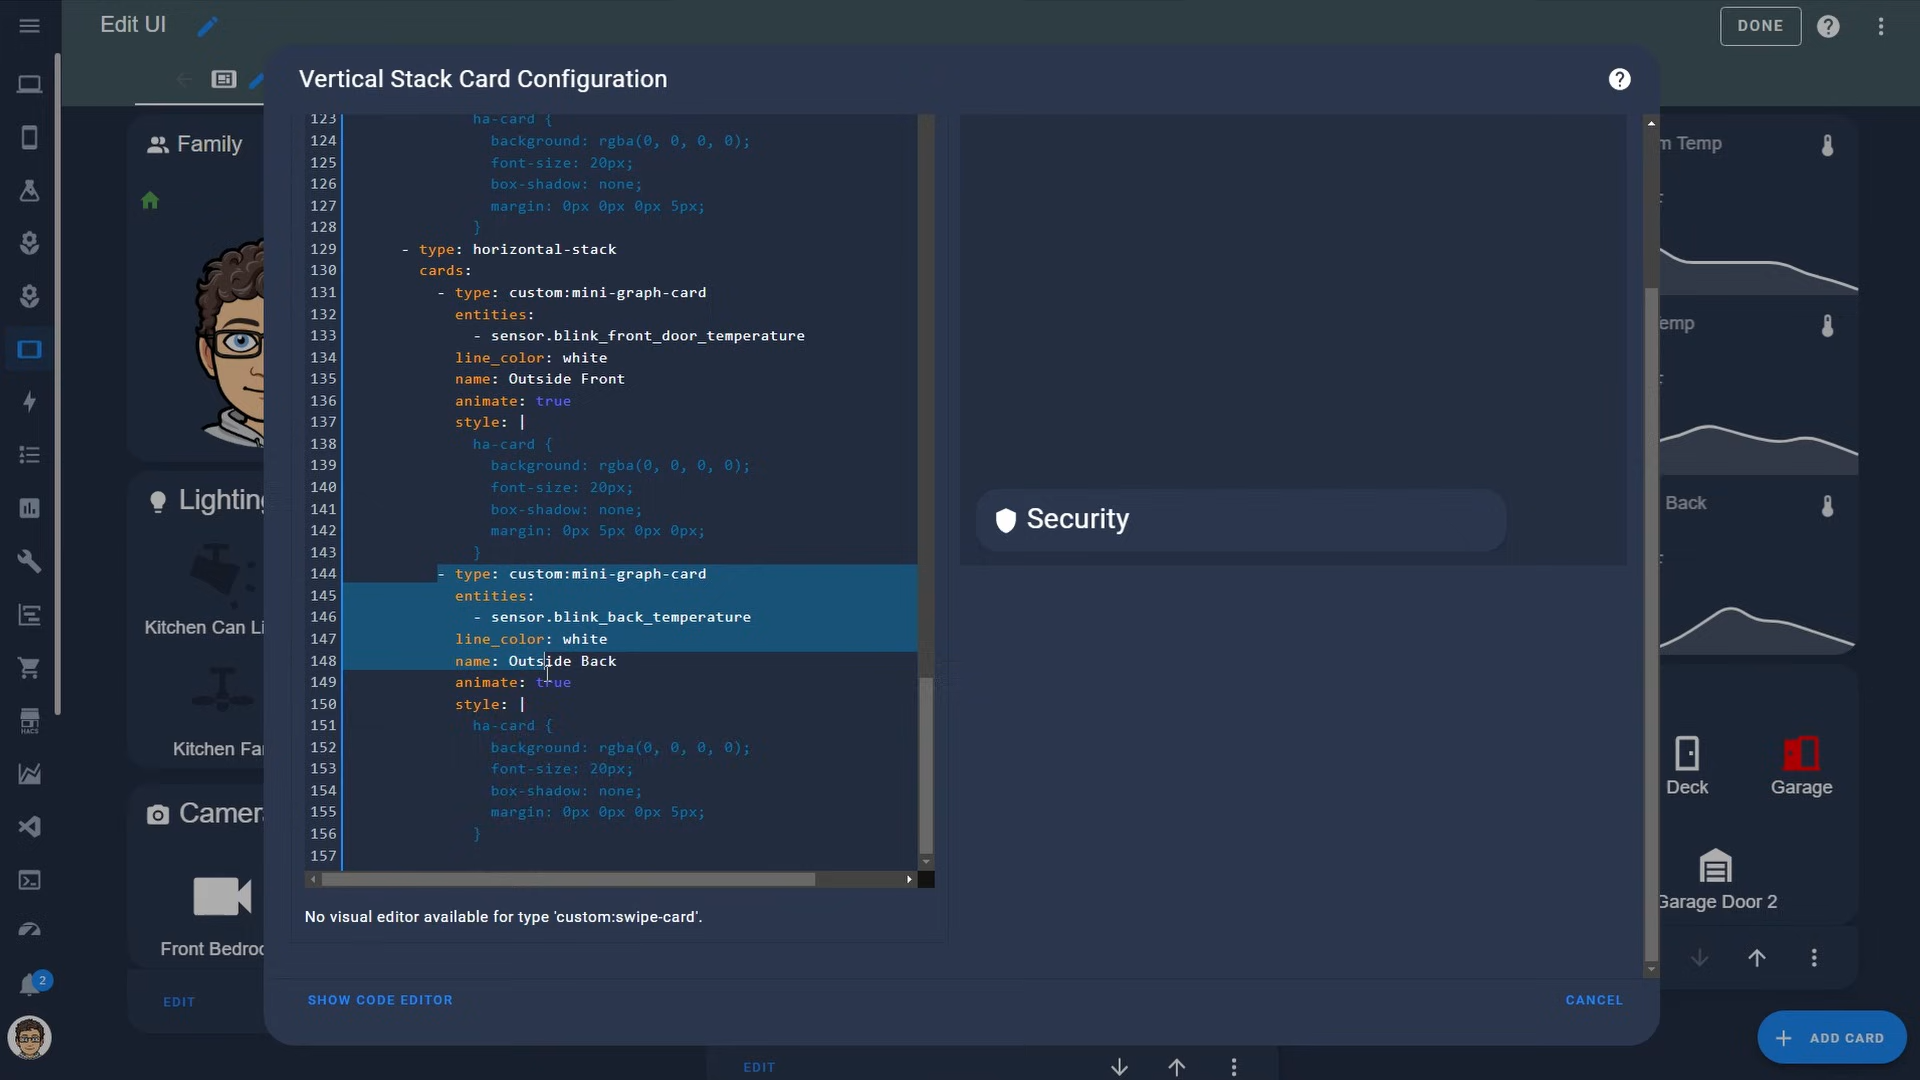 Edit UI
DONE
Vertical Stack Card Configuration
Family
Lighting
Kitchen Can Li
Kitchen Fa
Camera
Front Bedroo
EDIT
HACS
2
123 ha-card {
124 background: rgba(0, 0, 0, 0);
125 font-size: 20px;
126 box-shadow: none;
127 margin: 0px 0px 0px 5px;
128 }
129 - type: horizontal-stack
130 cards:
131 - type: custom:mini-graph-card
132 entities:
133 - sensor.blink_front_door_temperature
134 line_color: white
135 name: Outside Front
136 animate: true
137 style: |
138 ha-card {
139 background: rgba(0, 0, 0, 0);
140 font-size: 20px;
141 box-shadow: none;
142 margin: 0px 5px 0px 0px;
143 }
144 - type: custom:mini-graph-card
145 entities:
146 - sensor.blink_back_temperature
147 line_color: white
148 name: Outside Back
149 animate: true
150 style: |
151 ha-card {
152 background: rgba(0, 0, 0, 0);
153 font-size: 20px;
154 box-shadow: none;
155 margin: 0px 0px 0px 5px;
156 }
157
No visual editor available for type 'custom:swipe-card'.
SHOW CODE EDITOR
CANCEL
Security
m Temp
emp
Back
Deck
Garage
Garage Door 2
EDIT
ADD CARD